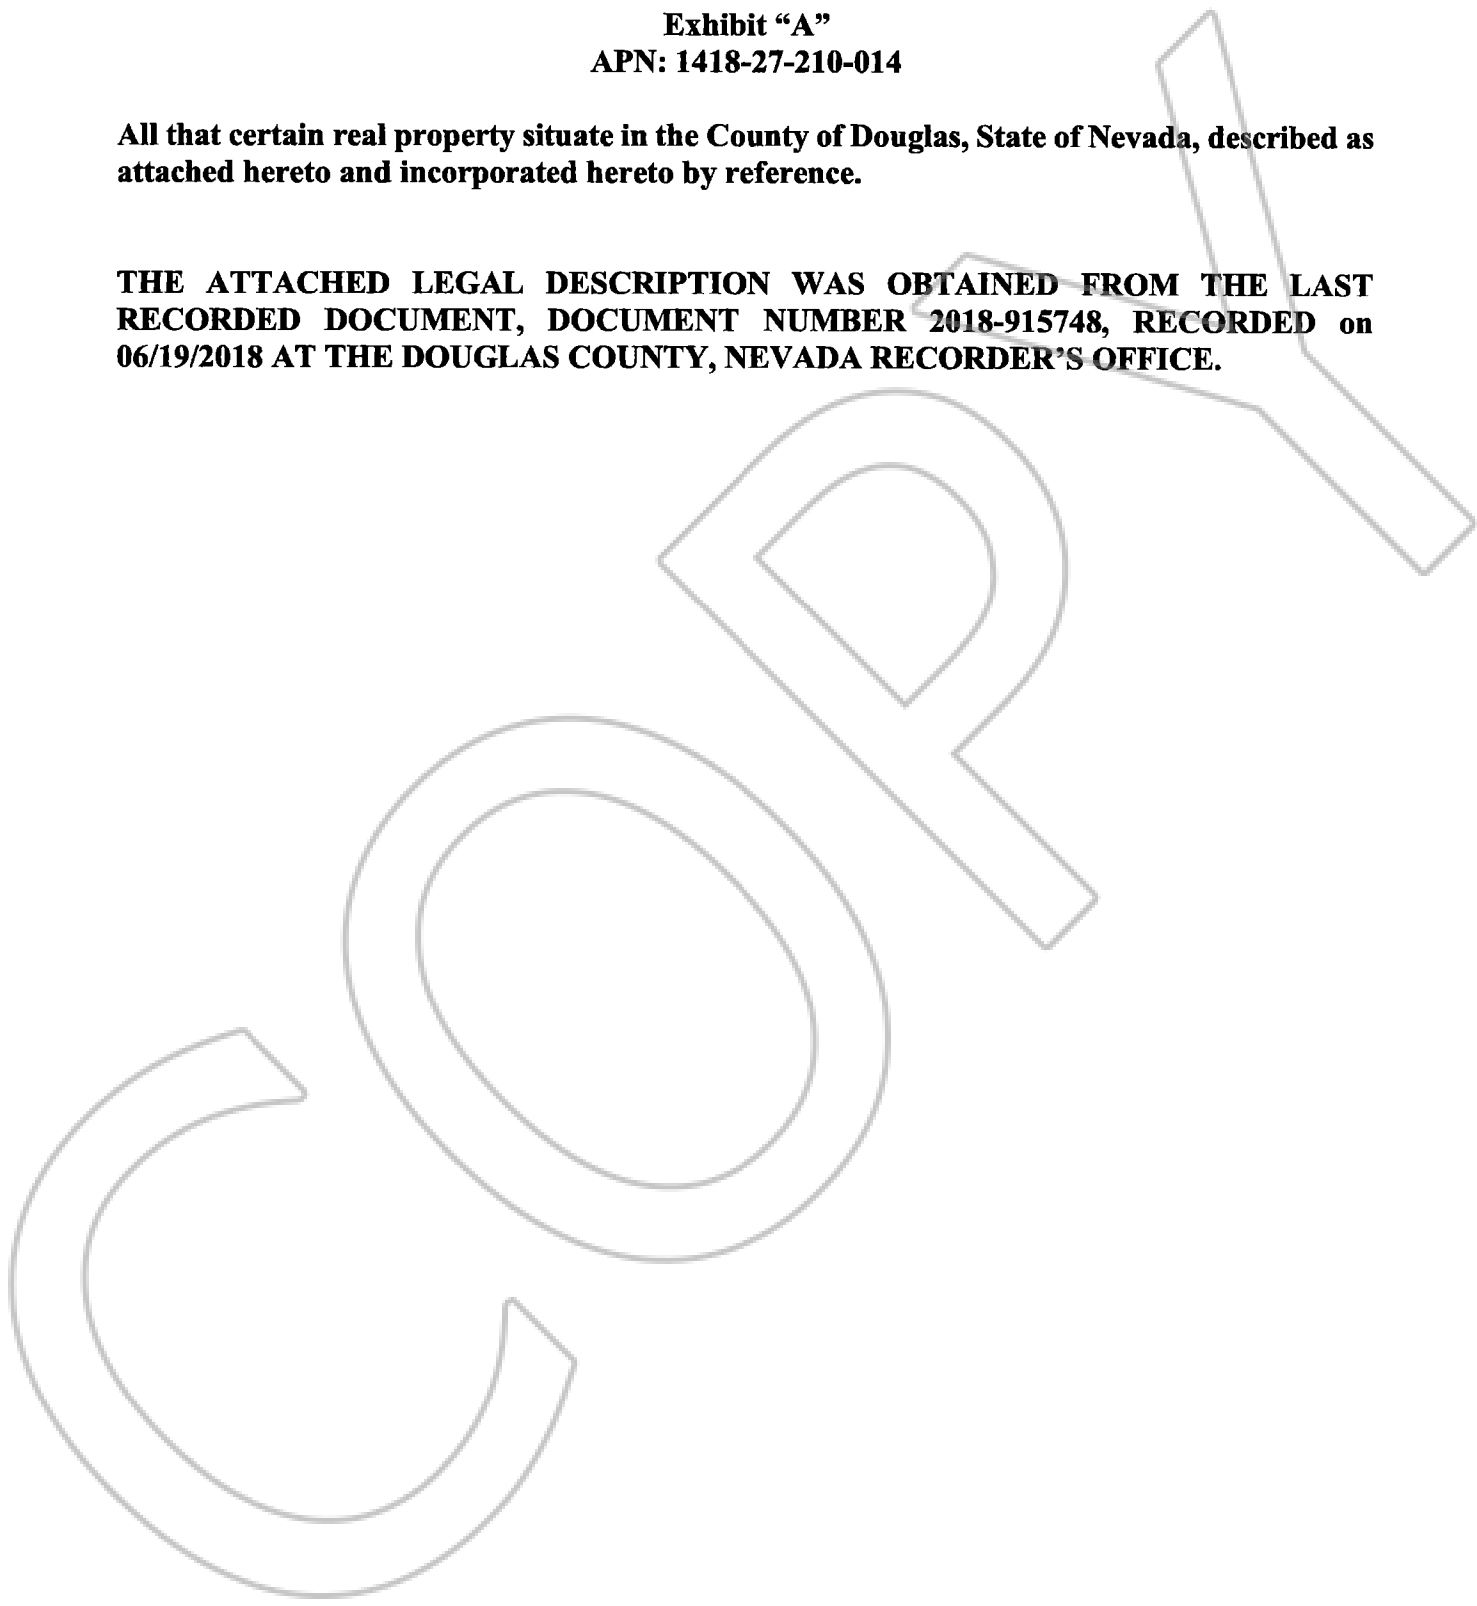 Exhibit “A”
APN: 1418-27-210-014
All that certain real property situate in the County of Douglas, State of Nevada, described as
attached hereto and incorporated hereto by reference.
THE ATTACHED LEGAL DESCRIPTION WAS OBTAINED FROM THE LAST
RECORDED DOCUMENT, DOCUMENT NUMBER 2018-915748, RECORDED on
06/19/2018 AT THE DOUGLAS COUNTY, NEVADA RECORDER’S OFFICE.
COPY